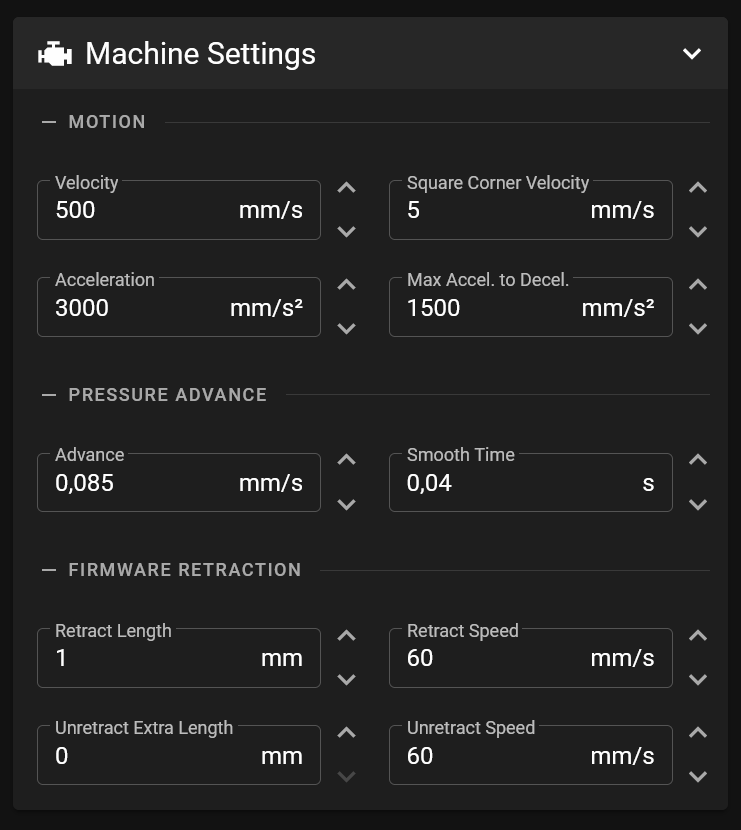 Machine Settings
MOTION
Velocity
500 mm/s
Square Corner Velocity
5 mm/s
Acceleration
3000 mm/s²
Max Accel. to Decel.
1500 mm/s²
PRESSURE ADVANCE
Advance
0,085 mm/s
Smooth Time
0,04 s
FIRMWARE RETRACTION
Retract Length
1 mm
Retract Speed
60 mm/s
Unretract Extra Length
0 mm
Unretract Speed
60 mm/s